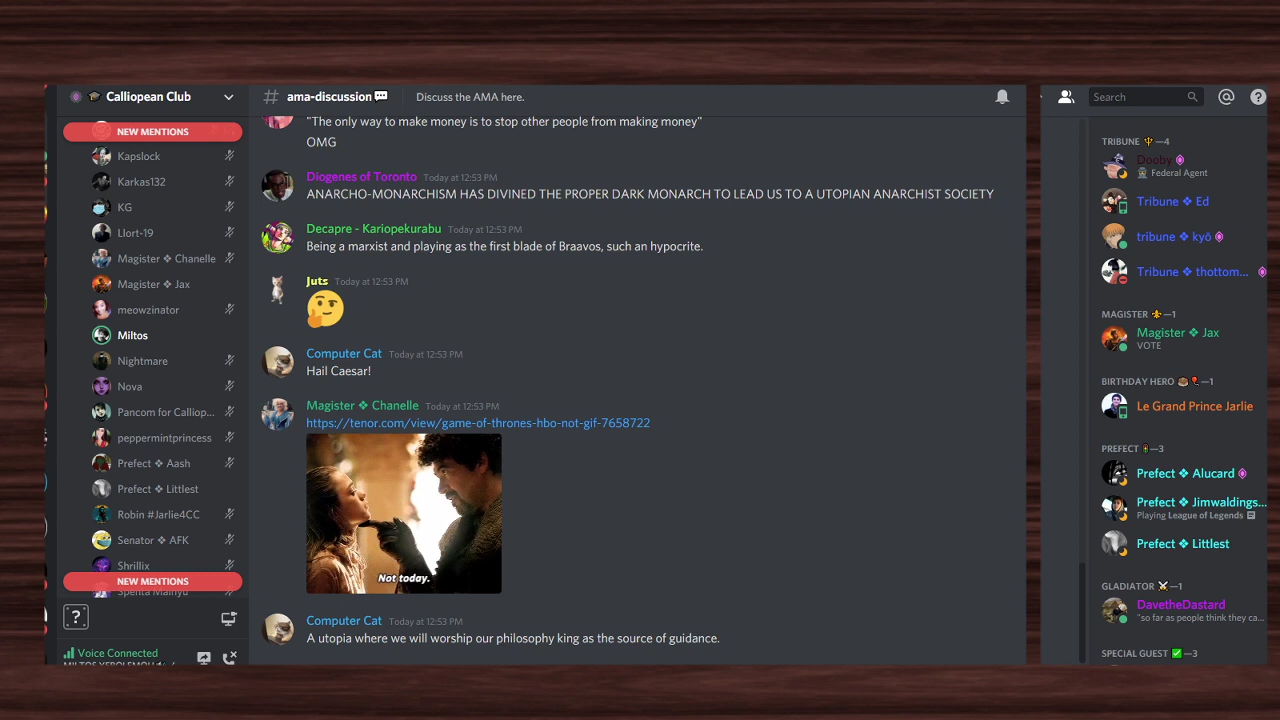 Calliopean Club
NEW MENTIONS
Kapslock
Karkas132
KG
Llort-19
Magister ❖ Chanelle
Magister ❖ Jax
meowzinator
Miltos
Nightmare
Nova
Pancom for Calliop...
peppermintprincess
Prefect ❖ Aash
Prefect ❖ Littlest
Robin #Jarlie4CC
Senator ❖ AFK
Shrillix
NEW MENTIONS
Spenta Mainyu
?
Voice Connected
# ama-discussion💬
Discuss the AMA here.
"The only way to make money is to stop other people from making money"
OMG
Diogenes of Toronto Today at 12:53 PM
ANARCHO-MONARCHISM HAS DIVINED THE PROPER DARK MONARCH TO LEAD US TO A UTOPIAN ANARCHIST SOCIETY
Decapre - Kariopekurabu Today at 12:53 PM
Being a marxist and playing as the first blade of Braavos, such an hypocrite.
Juts Today at 12:53 PM
🤔
Computer Cat Today at 12:53 PM
Hail Caesar!
Magister ❖ Chanelle Today at 12:53 PM
https://tenor.com/view/game-of-thrones-hbo-not-gif-7658722
Not today.
Computer Cat Today at 12:53 PM
A utopia where we will worship our philosophy king as the source of guidance.
Search
@
?
TRIBUNE 🔱—4
Dooby
Federal Agent
Tribune ❖ Ed
tribune ❖ kyō
Tribune ❖ thottom...
MAGISTER ⚜—1
Magister ❖ Jax
VOTE
BIRTHDAY HERO 🎂🎈—1
Le Grand Prince Jarlie
PREFECT —3
Prefect ❖ Alucard
Prefect ❖ Jimwaldings...
Playing League of Legends
Prefect ❖ Littlest
GLADIATOR ⚔—1
DavetheDastard
"so far as people think they ca...
SPECIAL GUEST ✅—3